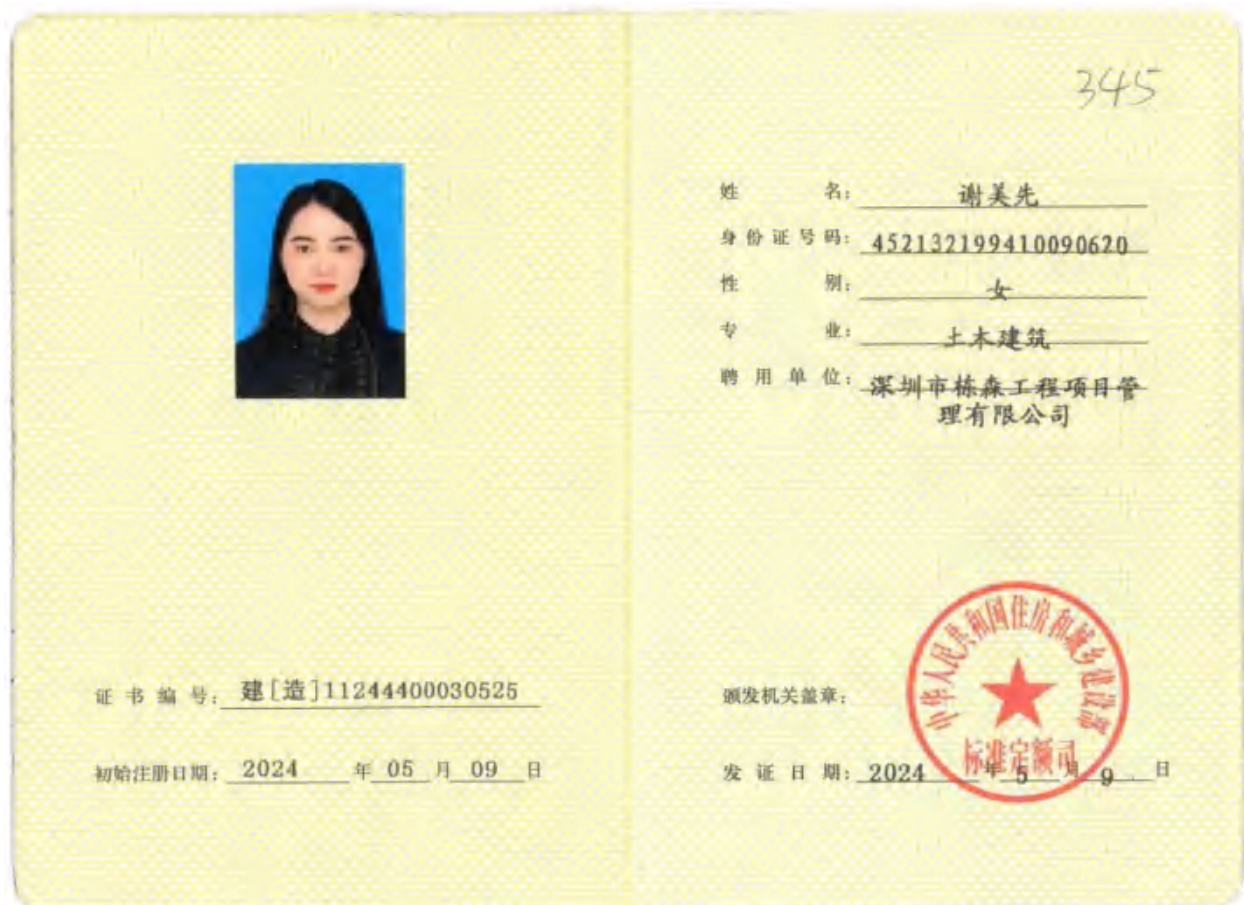 345
姓名：谢美先
身份证号码：452132199410090620
性别：女
专业：土木建筑
聘用单位：深圳市栋森工程项目管
理有限公司
证书编号：建[造]11244400030525
初始注册日期：2024 年 05 月 09 日
颁发机关盖章：
中华人民共和国住房和城乡建设部
标准定额司
发证日期：2024 年 5 月 9 日